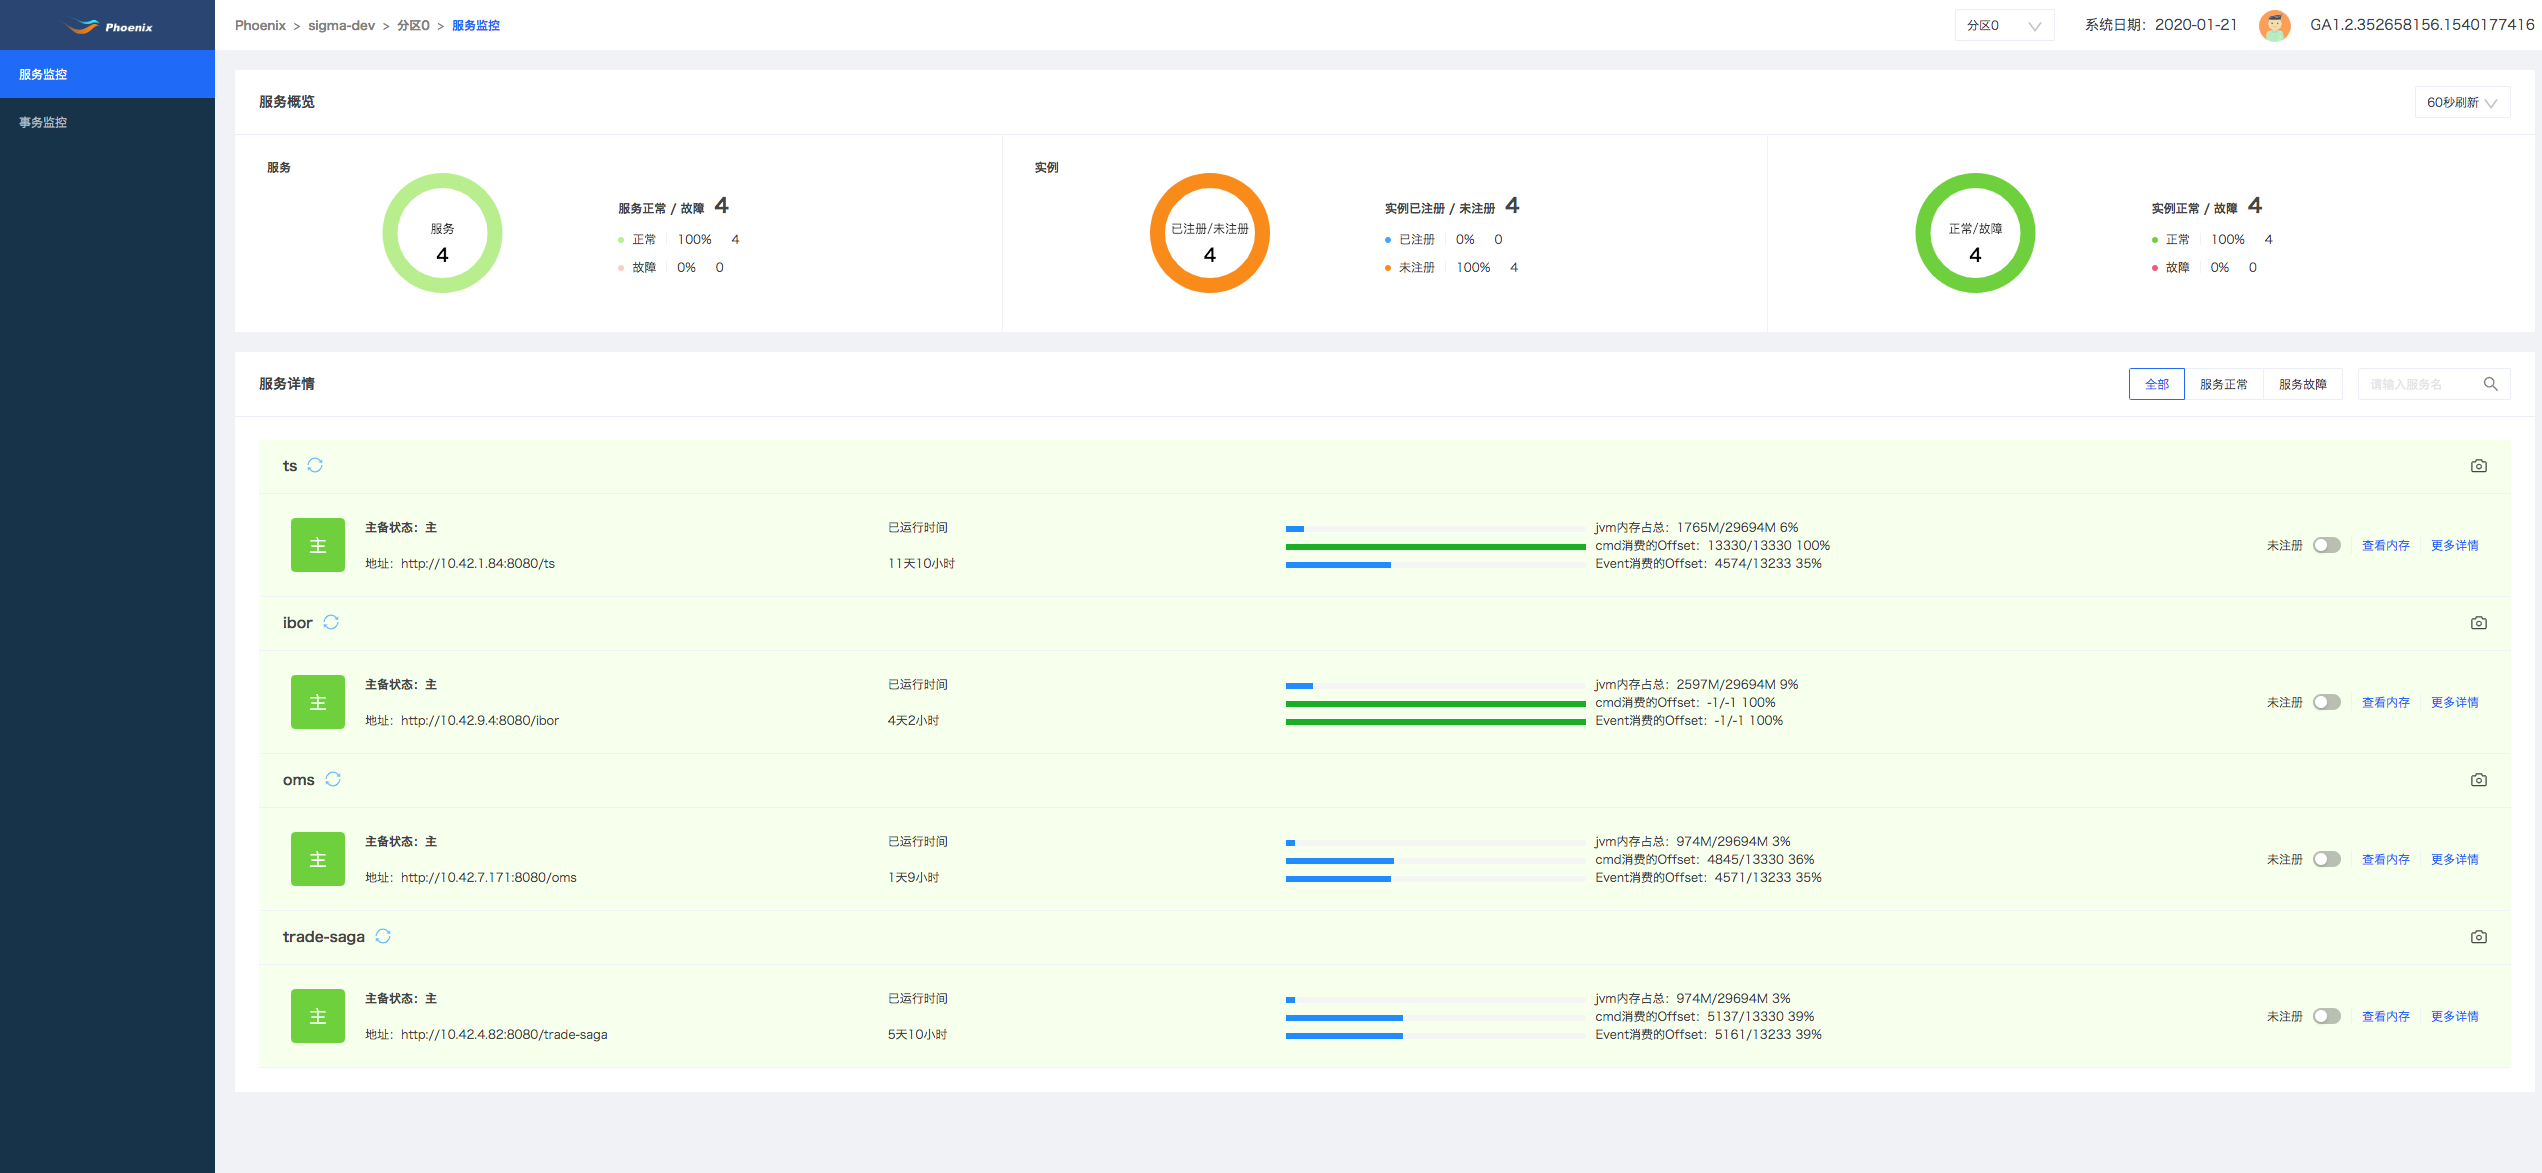 Phoenix
Phoenix > sigma-dev > 分区0 > 服务监控
分区0
系统日期：2020-01-21
GA1.2.352658156.1540177416
服务监控
事务监控
服务概览
60秒刷新
服务
服务
4
服务正常 / 故障 4
正常 100% 4
故障 0% 0
实例
已注册/未注册
4
实例已注册 / 未注册 4
已注册 0% 0
未注册 100% 4
正常/故障
4
实例正常 / 故障 4
正常 100% 4
故障 0% 0
服务详情
全部 服务正常 服务故障
请输入服务名
ts
主
主备状态：主
地址：http://10.42.1.84:8080/ts
已运行时间
11天10小时
jvm内存占总：1765M/29694M 6%
cmd消费的Offset：13330/13330 100%
Event消费的Offset：4574/13233 35%
未注册 查看内存 更多详情
ibor
主
主备状态：主
地址：http://10.42.9.4:8080/ibor
已运行时间
4天2小时
jvm内存占总：2597M/29694M 9%
cmd消费的Offset：-1/-1 100%
Event消费的Offset：-1/-1 100%
未注册 查看内存 更多详情
oms
主
主备状态：主
地址：http://10.42.7.171:8080/oms
已运行时间
1天9小时
jvm内存占总：974M/29694M 3%
cmd消费的Offset：4845/13330 36%
Event消费的Offset：4571/13233 35%
未注册 查看内存 更多详情
trade-saga
主
主备状态：主
地址：http://10.42.4.82:8080/trade-saga
已运行时间
5天10小时
jvm内存占总：974M/29694M 3%
cmd消费的Offset：5137/13330 39%
Event消费的Offset：5161/13233 39%
未注册 查看内存 更多详情